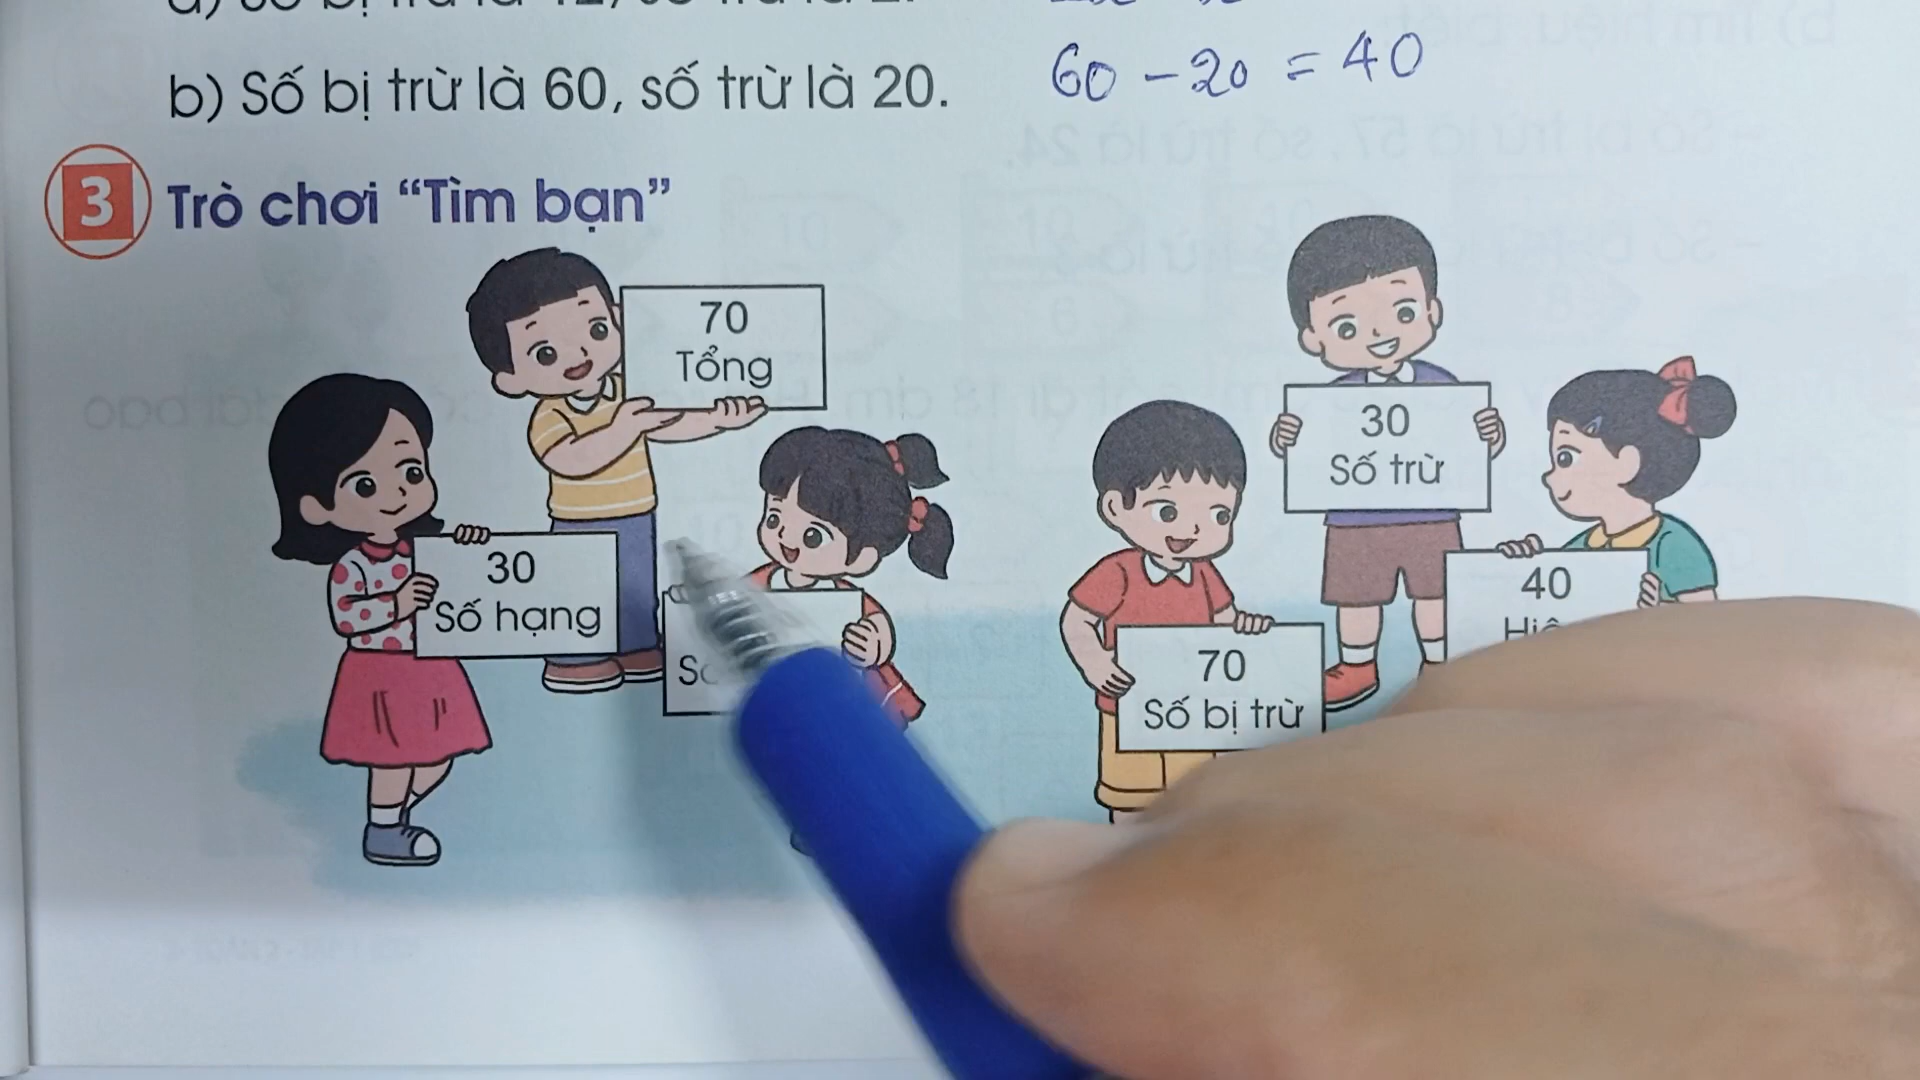 b) Số bị trừ là 60, số trừ là 20.
60 - 20 = 40
3 Trò chơi “Tìm bạn”
70
Tổng
30
Số hạng
30
Số trừ
40
70
Số bị trừ